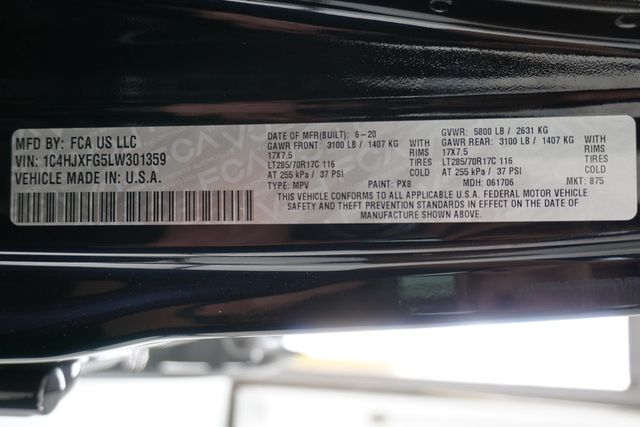 MFD BY: FCA US LLC
VIN: 1C4HJXFG5LW301359
VEHICLE MADE IN: U.S.A.
DATE OF MFR(BUILT): 6-20 GVWR: 5800 LB / 2631 KG
GAWR FRONT: 3100 LB / 1407 KG WITH GAWR REAR: 3100 LB / 1407 KG WITH
17X7.5 RIMS 17X7.5 RIMS
LT285/70R17C 116 TIRES LT285/70R17C 116 TIRES
AT 255 kPa / 37 PSI COLD AT 255 kPa / 37 PSI COLD
TYPE: MPV PAINT: PX8 MDH: 061706 MKT: 875
THIS VEHICLE CONFORMS TO ALL APPLICABLE U.S.A. FEDERAL MOTOR VEHICLE
SAFETY AND THEFT PREVENTION STANDARDS IN EFFECT ON THE DATE OF
MANUFACTURE SHOWN ABOVE.